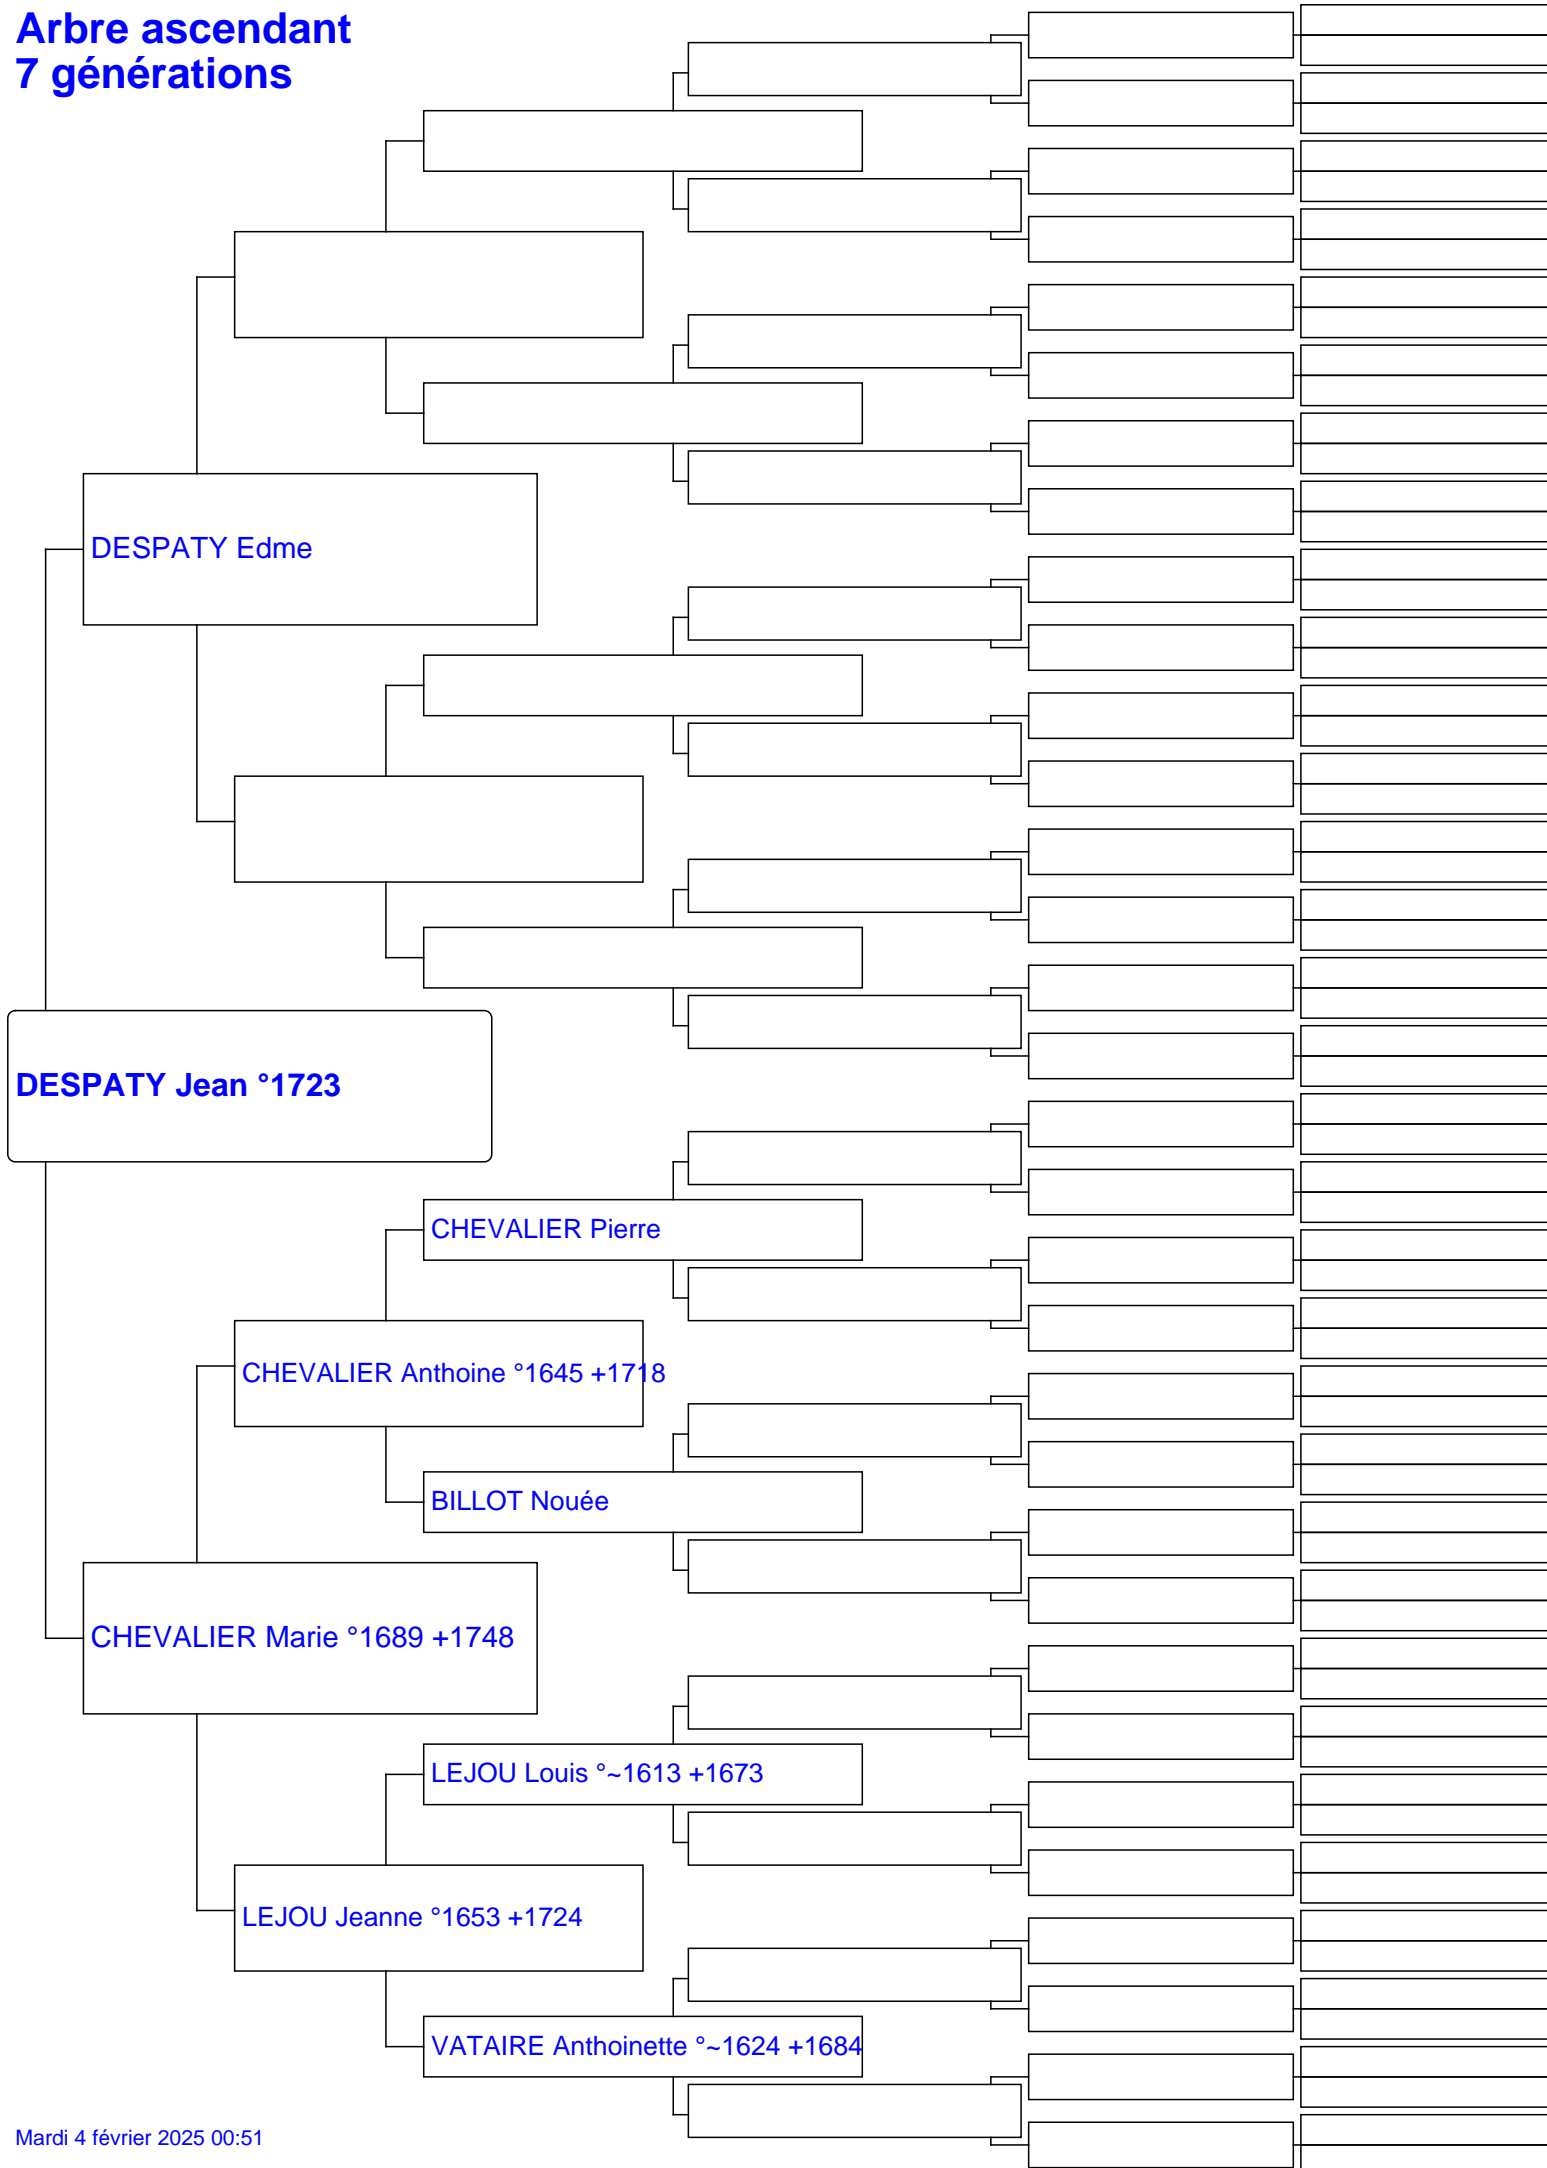 Arbre ascendant
7 générations
DESPATY Edme
DESPATY Jean °1723
CHEVALIER Pierre
CHEVALIER Anthoine °1645 +1718
BILLOT Nouée
CHEVALIER Marie °1689 +1748
LEJOU Louis °~1613 +1673
LEJOU Jeanne °1653 +1724
VATAIRE Anthoinette °~1624 +1684
Mardi 4 février 2025 00:51